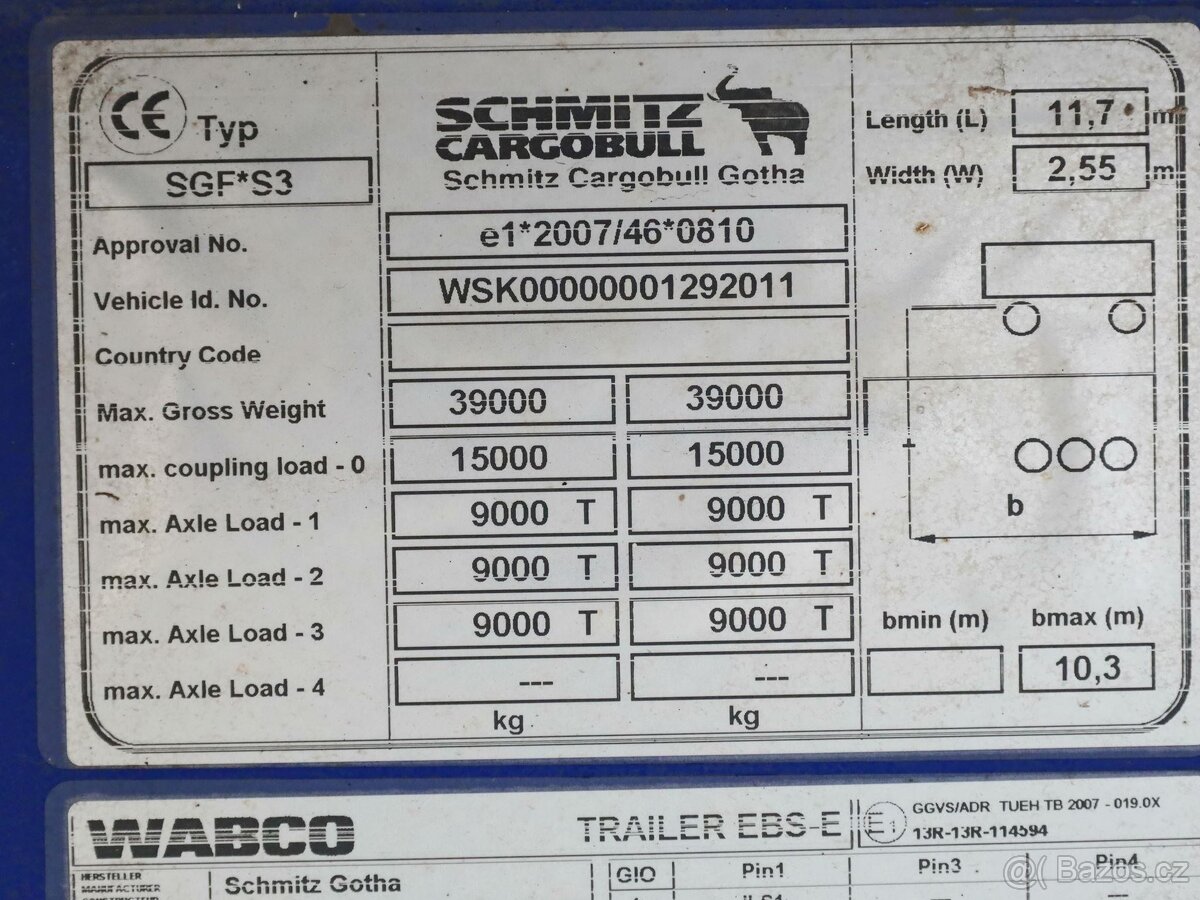 CE Typ
SGF*S3
SCHMITZ
CARGOBULL
Schmitz Cargobull Gotha
Length (L) 11,7 m
Width (W) 2,55 m
Approval No. e1*2007/46*0810
Vehicle Id. No. WSK00000001292011
Country Code
Max. Gross Weight 39000 39000
max. coupling load - 0 15000 15000
max. Axle Load - 1 9000 T 9000 T
max. Axle Load - 2 9000 T 9000 T
max. Axle Load - 3 9000 T 9000 T
max. Axle Load - 4 --- ---
kg kg
b
bmin (m) bmax (m)
10,3
WABCO
TRAILER EBS-E
E1
GGVS/ADR TUEH TB 2007 - 019.0X
13R-13R-114594
HERSTELLER
MANUFACTURER
Schmitz Gotha
GIO Pin1 Pin3 Pin4
Bazos.cz